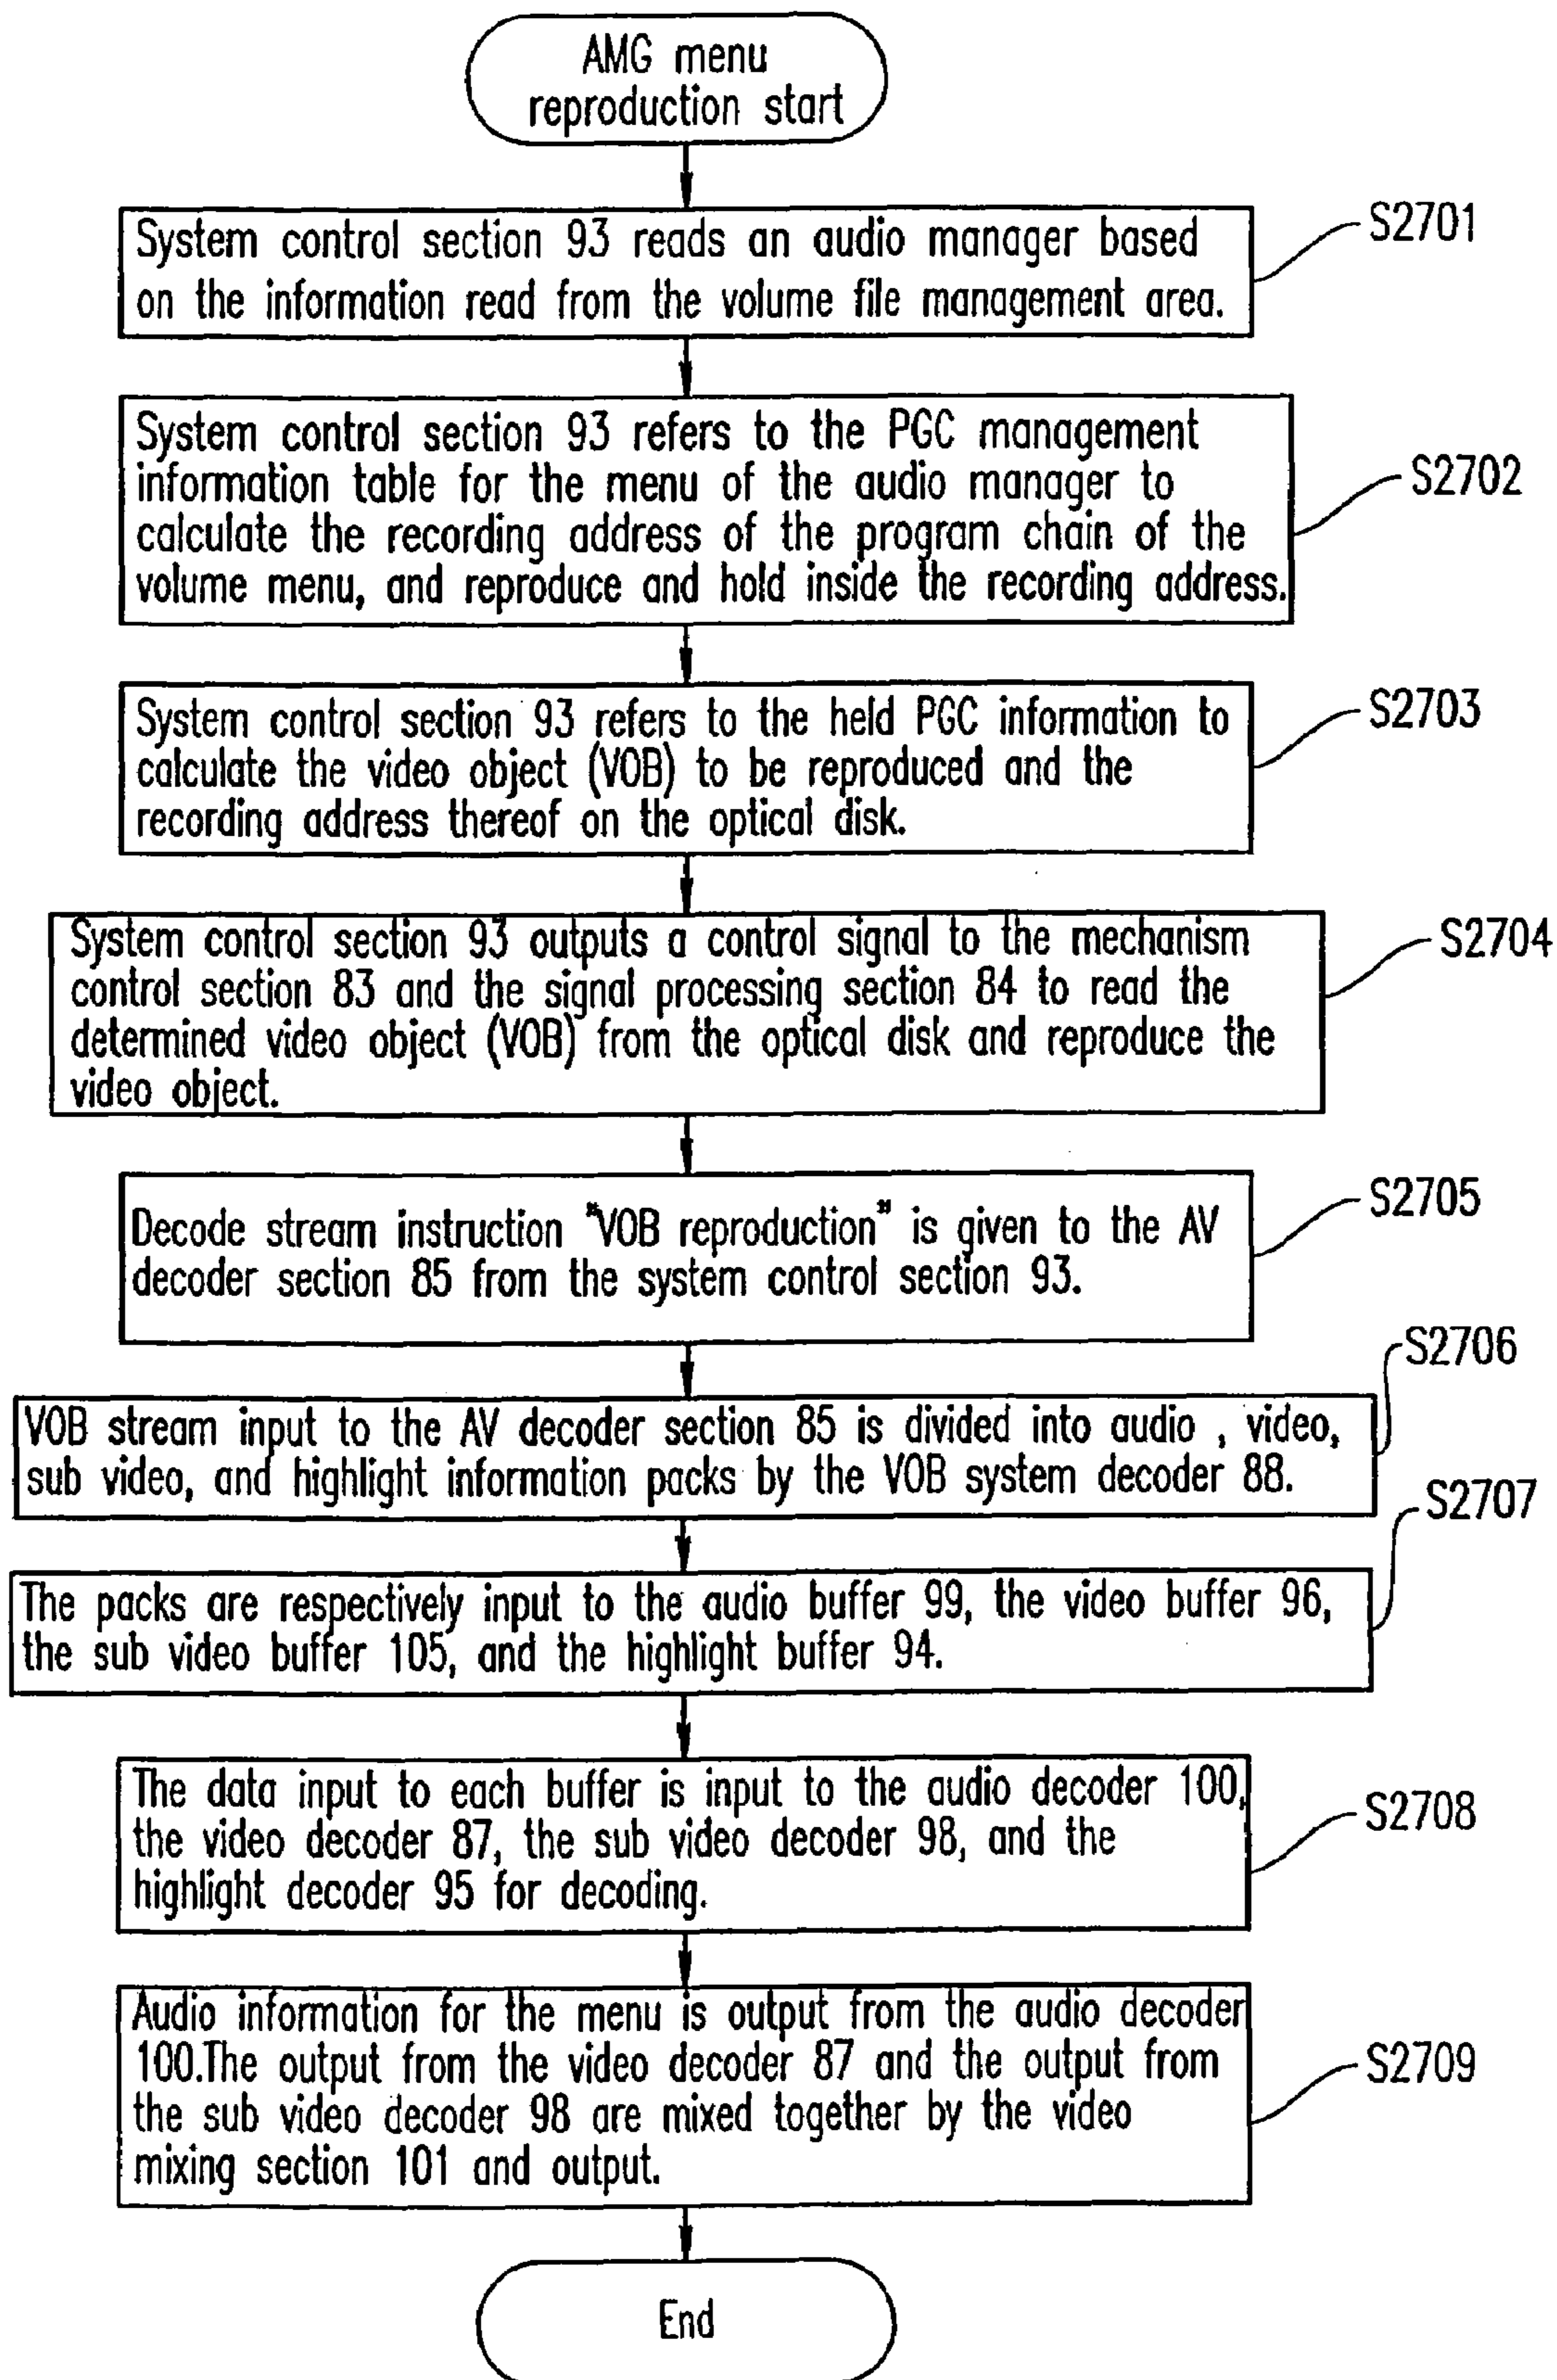 AMG menu
reproduction start
System control section 93 reads an audio manager based
on the information read from the volume file management area.
S2701
System control section 93 refers to the PGC management
information table for the menu of the audio manager to
calculate the recording address of the program chain of the
volume menu, and reproduce and hold inside the recording address.
S2702
System control section 93 refers to the held PGC information to
calculate the video object (VOB) to be reproduced and the
recording address thereof on the optical disk.
S2703
System control section 93 outputs a control signal to the mechanism
control section 83 and the signal processing section 84 to read the
determined video object (VOB) from the optical disk and reproduce the
video object.
S2704
Decode stream instruction "VOB reproduction" is given to the AV
decoder section 85 from the system control section 93.
S2705
VOB stream input to the AV decoder section 85 is divided into audio , video,
sub video, and highlight information packs by the VOB system decoder 88.
S2706
The packs are respectively input to the audio buffer 99, the video buffer 96,
the sub video buffer 105, and the highlight buffer 94.
S2707
The data input to each buffer is input to the audio decoder 100,
the video decoder 87, the sub video decoder 98, and the
highlight decoder 95 for decoding.
S2708
Audio information for the menu is output from the audio decoder
100.The output from the video decoder 87 and the output from
the sub video decoder 98 are mixed together by the video
mixing section 101 and output.
S2709
End